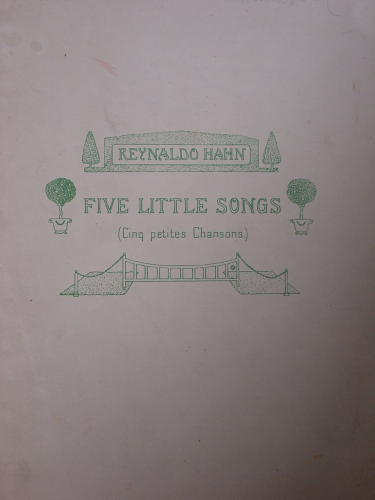 REYNALDO HAHN
FIVE LITTLE SONGS
(Cinq petites Chansons.)